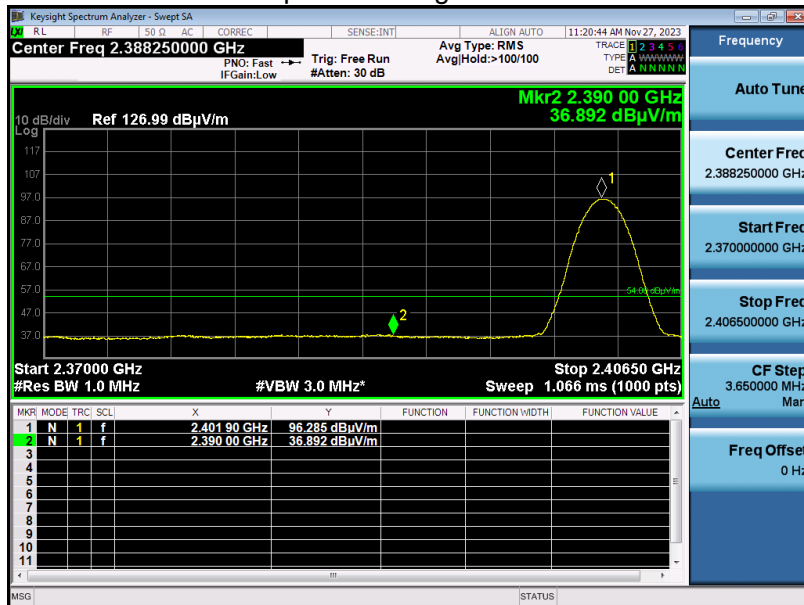 Keysight Spectrum Analyzer - Swept SA
LXI RL RF 50 Ω AC CORREC SENSE:INT ALIGN AUTO 11:20:44 AM Nov 27, 2023
Center Freq 2.388250000 GHz
PNO: Fast
IFGain:Low
Trig: Free Run
#Atten: 30 dB
Avg Type: RMS
Avg|Hold:>100/100
TRACE 1 2 3 4 5 6
TYPE A WWWWW
DET A N N N N N
Mkr2 2.390 00 GHz
36.892 dBμV/m
10 dB/div Ref 126.99 dBμV/m
Log
117
107
97.0
87.0
77.0
67.0
57.0
47.0
37.0
1
2
54.00 dBμV/m
Start 2.37000 GHz Stop 2.40650 GHz
#Res BW 1.0 MHz #VBW 3.0 MHz* Sweep 1.066 ms (1000 pts)
MKR MODE TRC SCL X Y FUNCTION FUNCTION WIDTH FUNCTION VALUE
1 N 1 f 2.401 90 GHz 96.285 dBμV/m
2 N 1 f 2.390 00 GHz 36.892 dBμV/m
3
4
5
6
7
8
9
10
11
MSG STATUS
Frequency
Auto Tune
Center Freq
2.388250000 GHz
Start Freq
2.370000000 GHz
Stop Freq
2.406500000 GHz
CF Step
3.650000 MHz
Auto Man
Freq Offset
0 Hz